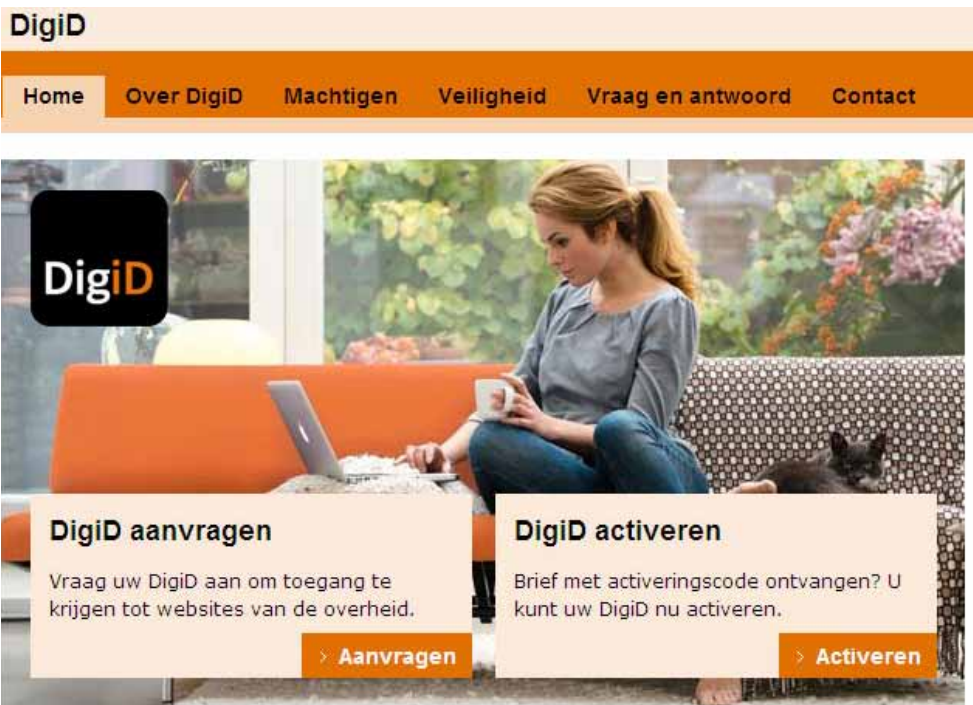 DigiD
Home Over DigiD Machtigen Veiligheid Vraag en antwoord Contact
DigiD
DigiD aanvragen
Vraag uw DigiD aan om toegang te
krijgen tot websites van de overheid.
> Aanvragen
DigiD activeren
Brief met activeringscode ontvangen? U
kunt uw DigiD nu activeren.
> Activeren